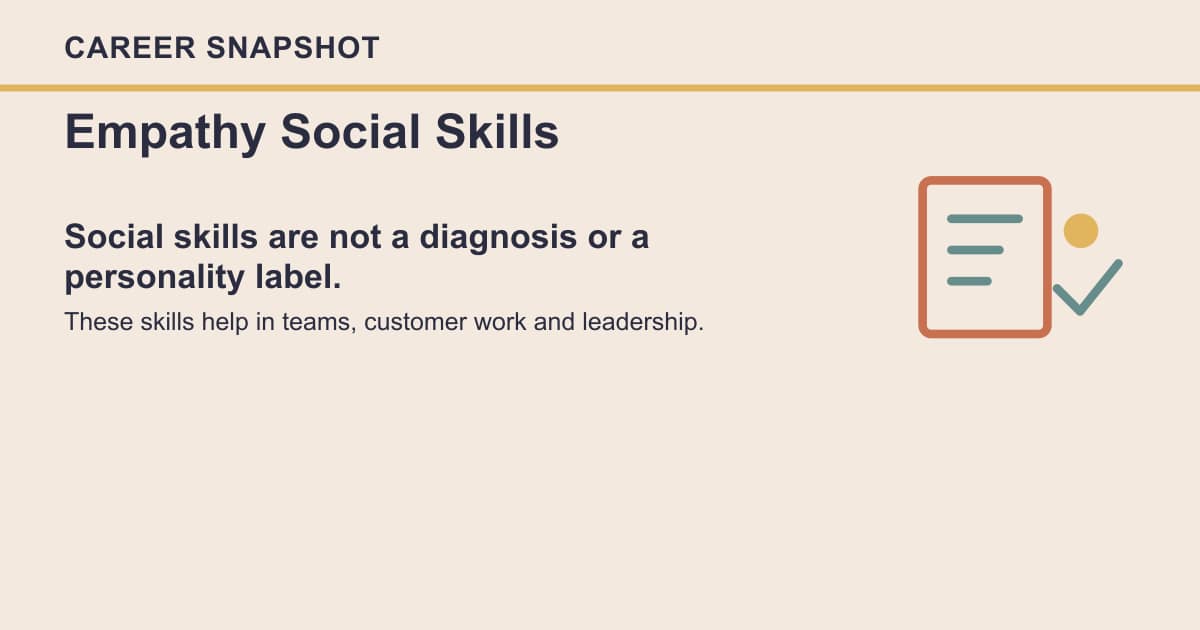 CAREER SNAPSHOT
Empathy Social Skills
Social skills are not a diagnosis or a
personality label.
These skills help in teams, customer work and leadership.